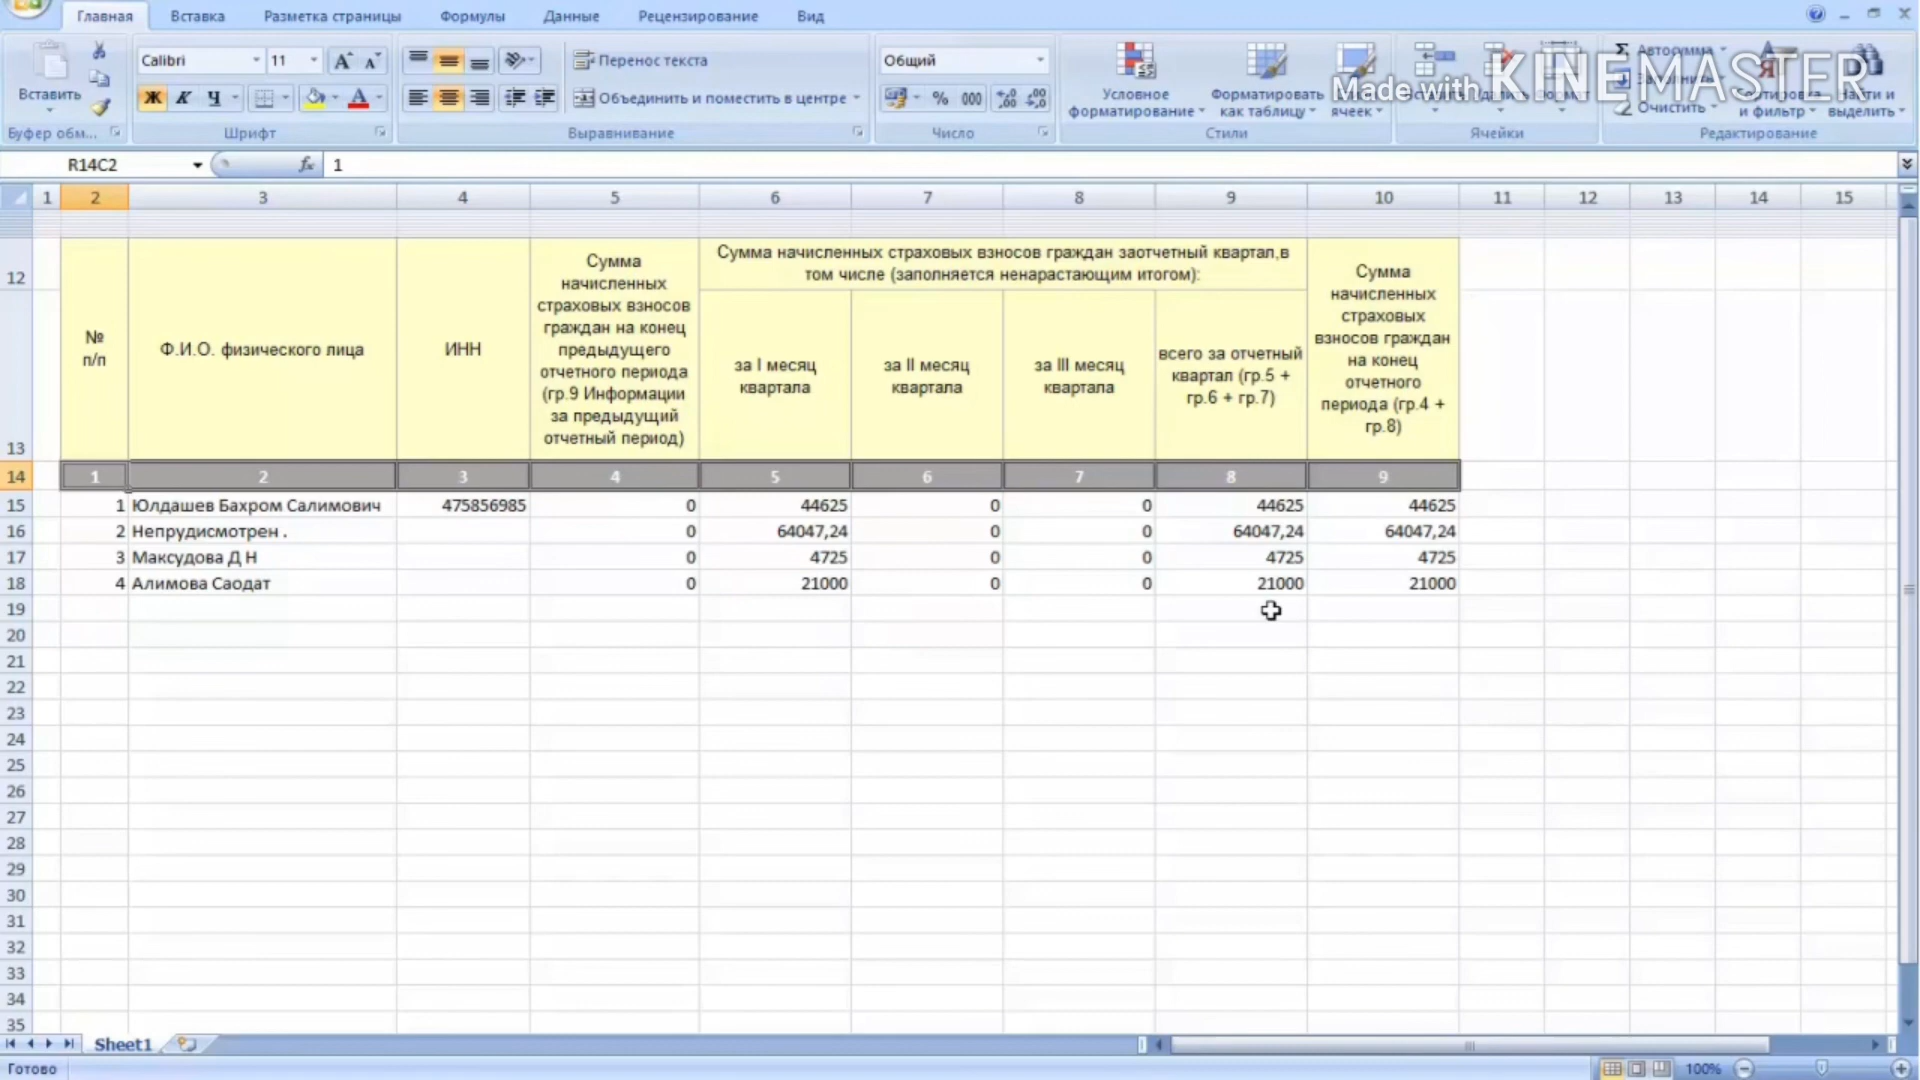 Главная Вставка Разметка страницы Формулы Данные Рецензирование Вид
Calibri 11 Перенос текста Общий Σ Автосумма
Вставить Ж К Ч Объединить и поместить в центре % 000 Условное форматирование Форматировать как таблицу ячеек Очистить и фильтр Найти и выделить
Made with KINEMASTER
Буфер обм... Шрифт Выравнивание Число Стили Ячейки Редактирование
R14C2 fx 1
1 2 3 4 5 6 7 8 9 10 11 12 13 14 15
12
13
№
п/п
Ф.И.О. физического лица
ИНН
Сумма
начисленных
страховых взносов
граждан на конец
предыдущего
отчетного периода
(гр.9 Информации
за предыдущий
отчетный период)
Сумма начисленных страховых взносов граждан заотчетный квартал,в
том числе (заполняется ненарастающим итогом):
за I месяц
квартала
за II месяц
квартала
за III месяц
квартала
всего за отчетный
квартал (гр.5 +
гр.6 + гр.7)
Сумма
начисленных
страховых
взносов граждан
на конец
отчетного
периода (гр.4 +
гр.8)
14 1 2 3 4 5 6 7 8 9
15 1 Юлдашев Бахром Салимович 475856985 0 44625 0 0 44625 44625
16 2 Непрудисмотрен . 0 64047,24 0 0 64047,24 64047,24
17 3 Максудова Д Н 0 4725 0 0 4725 4725
18 4 Алимова Саодат 0 21000 0 0 21000 21000
19
20
21
22
23
24
25
26
27
28
29
30
31
32
33
34
35
Sheet1
Готово 100%